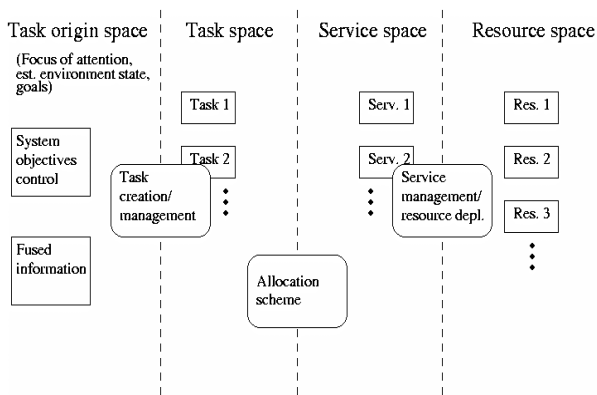 Task origin space
Task space
Service space
Resource space
(Focus of attention,
est. environment state,
goals)
Task 1
Serv. 1
Res. 1
System
objectives
control
Task 2
Serv. 2
Res. 2
Task
creation/
management
Service
management/
resource depl.
Res. 3
Fused
information
Allocation
scheme